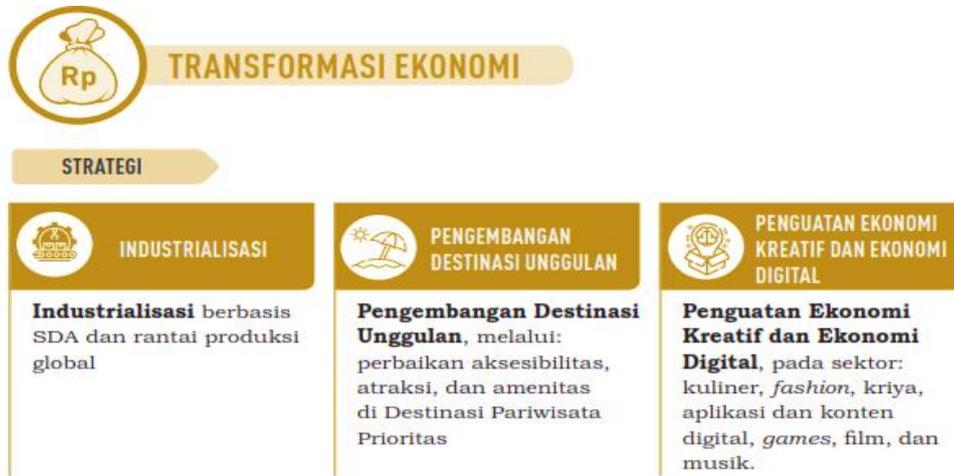 Rp
TRANSFORMASI EKONOMI
STRATEGI
INDUSTRIALISASI
Industrialisasi berbasis
SDA dan rantai produksi
global
PENGEMBANGAN
DESTINASI UNGGULAN
Pengembangan Destinasi
Unggulan, melalui:
perbaikan aksesibilitas,
atraksi, dan amenitas
di Destinasi Pariwisata
Prioritas
PENGUATAN EKONOMI
KREATIF DAN EKONOMI
DIGITAL
Penguatan Ekonomi
Kreatif dan Ekonomi
Digital, pada sektor:
kuliner, fashion, kriya,
aplikasi dan konten
digital, games, film, dan
musik.